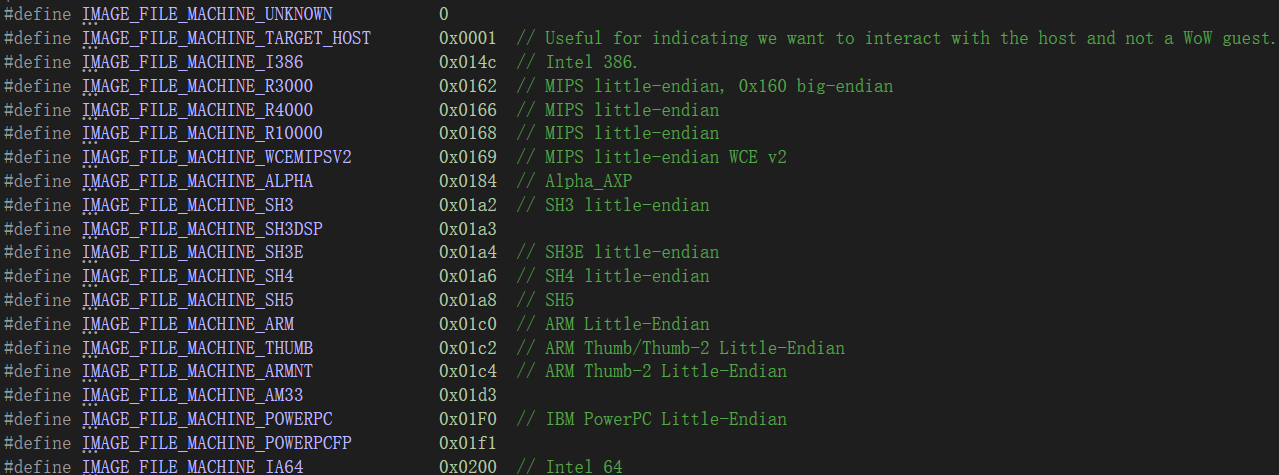 #define IMAGE_FILE_MACHINE_UNKNOWN 0
#define IMAGE_FILE_MACHINE_TARGET_HOST 0x0001 // Useful for indicating we want to interact with the host and not a WoW guest.
#define IMAGE_FILE_MACHINE_I386 0x014c // Intel 386.
#define IMAGE_FILE_MACHINE_R3000 0x0162 // MIPS little-endian, 0x160 big-endian
#define IMAGE_FILE_MACHINE_R4000 0x0166 // MIPS little-endian
#define IMAGE_FILE_MACHINE_R10000 0x0168 // MIPS little-endian
#define IMAGE_FILE_MACHINE_WCEMIPSV2 0x0169 // MIPS little-endian WCE v2
#define IMAGE_FILE_MACHINE_ALPHA 0x0184 // Alpha_AXP
#define IMAGE_FILE_MACHINE_SH3 0x01a2 // SH3 little-endian
#define IMAGE_FILE_MACHINE_SH3DSP 0x01a3
#define IMAGE_FILE_MACHINE_SH3E 0x01a4 // SH3E little-endian
#define IMAGE_FILE_MACHINE_SH4 0x01a6 // SH4 little-endian
#define IMAGE_FILE_MACHINE_SH5 0x01a8 // SH5
#define IMAGE_FILE_MACHINE_ARM 0x01c0 // ARM Little-Endian
#define IMAGE_FILE_MACHINE_THUMB 0x01c2 // ARM Thumb/Thumb-2 Little-Endian
#define IMAGE_FILE_MACHINE_ARMNT 0x01c4 // ARM Thumb-2 Little-Endian
#define IMAGE_FILE_MACHINE_AM33 0x01d3
#define IMAGE_FILE_MACHINE_POWERPC 0x01F0 // IBM PowerPC Little-Endian
#define IMAGE_FILE_MACHINE_POWERPCFP 0x01f1
#define IMAGE_FILE_MACHINE_IA64 0x0200 // Intel 64